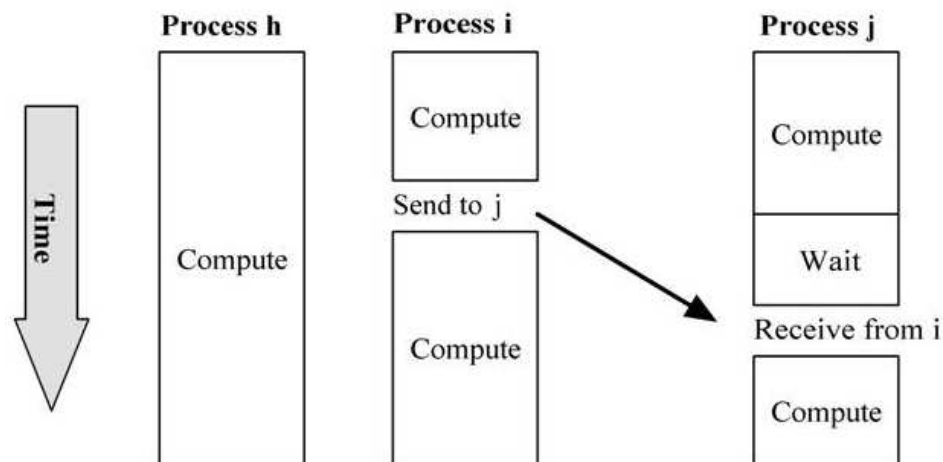 Process h
Process i
Process j
Compute
Compute
Time
Send to j
Compute
Wait
Receive from i
Compute
Compute